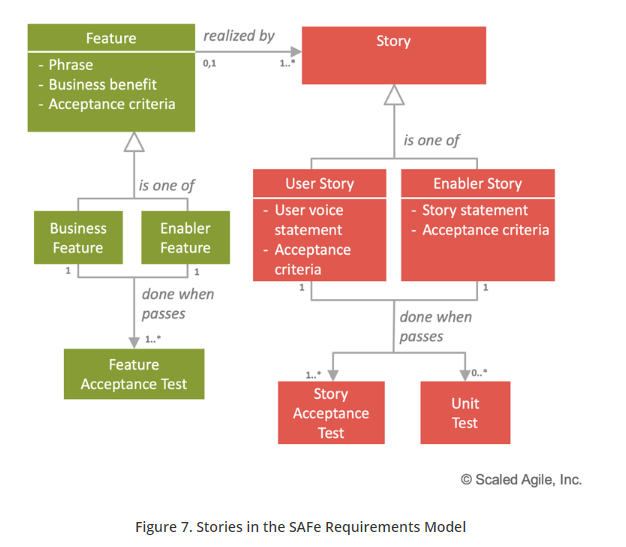 Feature
- Phrase
- Business benefit
- Acceptance criteria
realized by
0,1
1..*
Story
is one of
is one of
Business
Feature
Enabler
Feature
1
1
done when
passes
1..*
Feature
Acceptance Test
User Story
- User voice
statement
- Acceptance
criteria
Enabler Story
- Story statement
- Acceptance criteria
1
1
done when
passes
1..*
0..*
Story
Acceptance
Test
Unit
Test
© Scaled Agile, Inc.
Figure 7. Stories in the SAFe Requirements Model